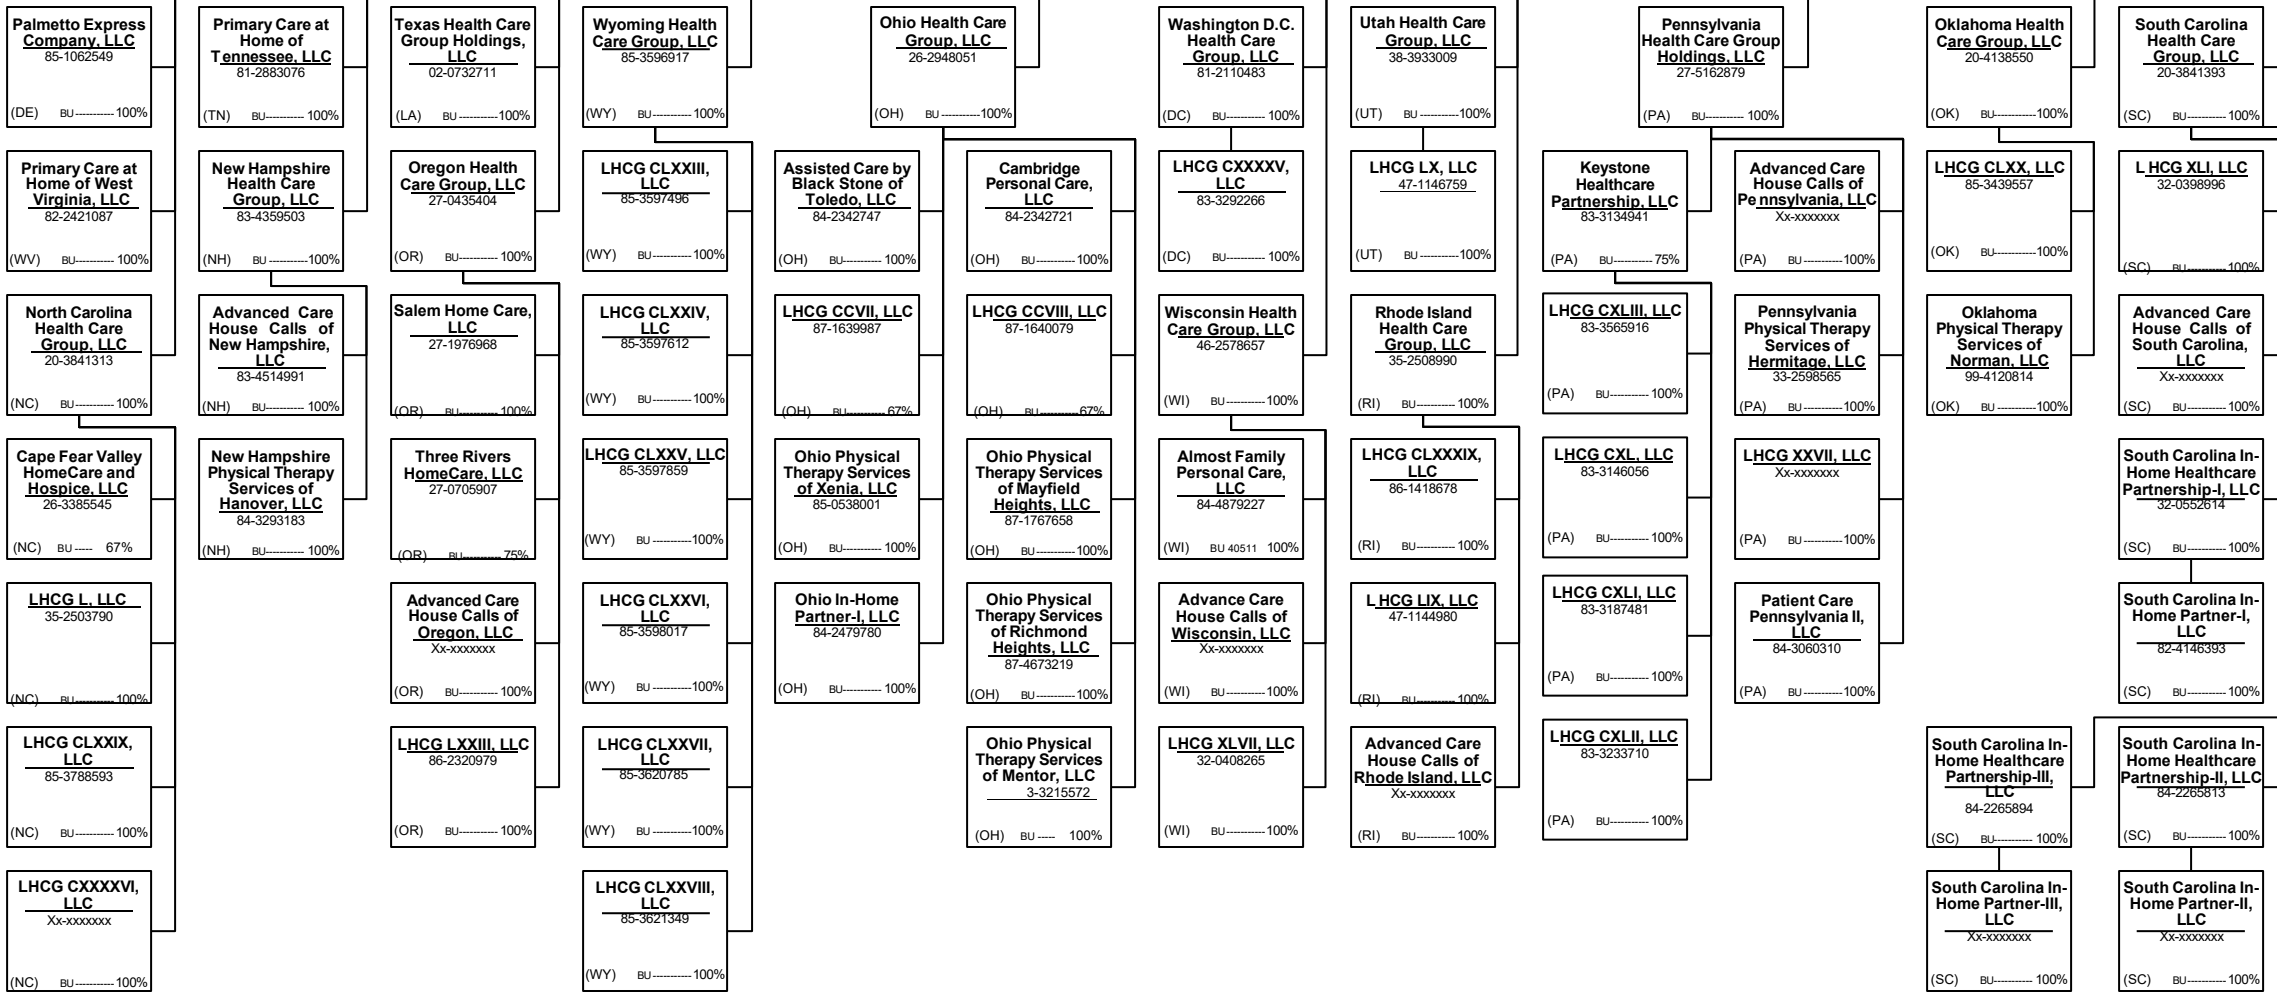 Palmetto Express
Company, LLC
85-1062549
(DE) BU----------- 100%
Primary Care at
Home of
Tennessee, LLC
81-2883076
(TN) BU----------- 100%
Texas Health Care
Group Holdings,
LLC
02-0732711
(LA) BU-----------100%
Wyoming Health
Care Group, LLC
85-3596917
(WY) BU-----------100%
Ohio Health Care
Group, LLC
26-2948051
(OH) BU----------- 100%
Washington D.C.
Health Care
Group, LLC
81-2110483
(DC) BU-----------100%
Utah Health Care
Group, LLC
38-3933009
(UT) BU-----------100%
Pennsylvania
Health Care Group
Holdings, LLC
27-5162879
(PA) BU----------- 100%
Oklahoma Health
Care Group, LLC
20-4138550
(OK) BU-----------100%
South Carolina
Health Care
Group, LLC
20-3841393
(SC) BU-----------100%
Primary Care at
Home of West
Virginia, LLC
82-2421087
(WV) BU----------- 100%
New Hampshire
Health Care
Group, LLC
83-4359503
(NH) BU-----------100%
Oregon Health
Care Group, LLC
27-0435404
(OR) BU----------- 100%
LHCG CLXXIII,
LLC
85-3597496
(WY) BU-----------100%
Assisted Care by
Black Stone of
Toledo, LLC
84-2342747
(OH) BU-----------100%
Cambridge
Personal Care,
LLC
84-2342721
(OH) BU-----------100%
LHCG CXXXXV,
LLC
83-3292266
(DC) BU----------- 100%
LHCG LX, LLC
47-1146759
(UT) BU-----------100%
Keystone
Healthcare
Partnership, LLC
83-3134941
(PA) BU----------- 75%
Advanced Care
House Calls of
Pennsylvania, LLC
Xx-xxxxxxx
(PA) BU-----------100%
LHCG CLXX, LLC
85-3439557
(OK) BU-----------100%
LHCG XLI, LLC
32-0398996
(SC) BU-----------100%
North Carolina
Health Care
Group, LLC
20-3841313
(NC) BU-----------100%
Advanced Care
House Calls of
New Hampshire,
LLC
83-4514991
(NH) BU----------- 100%
Salem Home Care,
LLC
27-1976968
(OR) BU----------- 100%
LHCG CLXXIV,
LLC
85-3597612
(WY) BU-----------100%
LHCG CCVII, LLC
87-1639987
(OH) BU----------- 67%
LHCG CCVIII, LLC
87-1640079
(OH) BU-----------67%
Wisconsin Health
Care Group, LLC
46-2578657
(WI) BU-----------100%
Rhode Island
Health Care
Group, LLC
35-2508990
(RI) BU-----------100%
LHCG CXLIII, LLC
83-3565916
(PA) BU----------- 100%
Pennsylvania
Physical Therapy
Services of
Hermitage, LLC
33-2598565
(PA) BU----------- 100%
Oklahoma
Physical Therapy
Services of
Norman, LLC
99-4120814
(OK) BU-----------100%
Advanced Care
House Calls of
South Carolina,
LLC
Xx-xxxxxxx
(SC) BU----------- 100%
Cape Fear Valley
HomeCare and
Hospice, LLC
26-3385545
(NC) BU ----- 67%
New Hampshire
Physical Therapy
Services of
Hanover, LLC
84-3293183
(NH) BU----------- 100%
Three Rivers
HomeCare, LLC
27-0705907
(OR) BU----------- 75%
LHCG CLXXV, LLC
85-3597859
(WY) BU-----------100%
Ohio Physical
Therapy Services
of Xenia, LLC
85-0538001
(OH) BU----------- 100%
Ohio Physical
Therapy Services
of Mayfield
Heights, LLC
87-1767658
(OH) BU-----------100%
Almost Family
Personal Care,
LLC
84-4879227
(WI) BU 40511 100%
LHCG CLXXXIX,
LLC
86-1418678
(RI) BU----------- 100%
LHCG CXL, LLC
83-3146056
(PA) BU----------- 100%
LHCG XXVII, LLC
Xx-xxxxxxx
(PA) BU----------- 100%
South Carolina In-
Home Healthcare
Partnership-I, LLC
32-0552614
(SC) BU----------- 100%
LHCG L, LLC
35-2503790
(NC) BU-----------100%
Advanced Care
House Calls of
Oregon, LLC
Xx-xxxxxxx
(OR) BU----------- 100%
LHCG CLXXVI,
LLC
85-3598017
(WY) BU-----------100%
Ohio In-Home
Partner-I, LLC
84-2479780
(OH) BU----------- 100%
Ohio Physical
Therapy Services
of Richmond
Heights, LLC
87-4673219
(OH) BU----------- 100%
Advance Care
House Calls of
Wisconsin, LLC
Xx-xxxxxxx
(WI) BU-----------100%
LHCG LIX, LLC
47-1144980
(RI) BU-----------100%
LHCG CXLI, LLC
83-3187481
(PA) BU----------- 100%
Patient Care
Pennsylvania II,
LLC
84-3060310
(PA) BU-----------100%
South Carolina In-
Home Partner-I,
LLC
82-4146393
(SC) BU----------- 100%
LHCG CLXXIX,
LLC
85-3788593
(NC) BU----------- 100%
LHCG LXXIII, LLC
86-2320979
(OR) BU----------- 100%
LHCG CLXXVII,
LLC
85-3620785
(WY) BU-----------100%
Ohio Physical
Therapy Services
of Mentor, LLC
3-3215572
(OH) BU ----- 100%
LHCG XLVII, LLC
32-0408265
(WI) BU-----------100%
Advanced Care
House Calls of
Rhode Island, LLC
Xx-xxxxxxx
(RI) BU-----------100%
LHCG CXLII, LLC
83-3233710
(PA) BU----------- 100%
South Carolina In-
Home Healthcare
Partnership-III,
LLC
84-2265894
(SC) BU----------- 100%
South Carolina In-
Home Healthcare
Partnership-II, LLC
84-2265813
(SC) BU----------- 100%
LHCG CXXXXVI,
LLC
Xx-xxxxxxx
(NC) BU-----------100%
LHCG CLXXVIII,
LLC
85-3621349
(WY) BU-----------100%
South Carolina In-
Home Partner-III,
LLC
Xx-xxxxxxx
(SC) BU----------- 100%
South Carolina In-
Home Partner-II,
LLC
Xx-xxxxxxx
(SC) BU----------- 100%